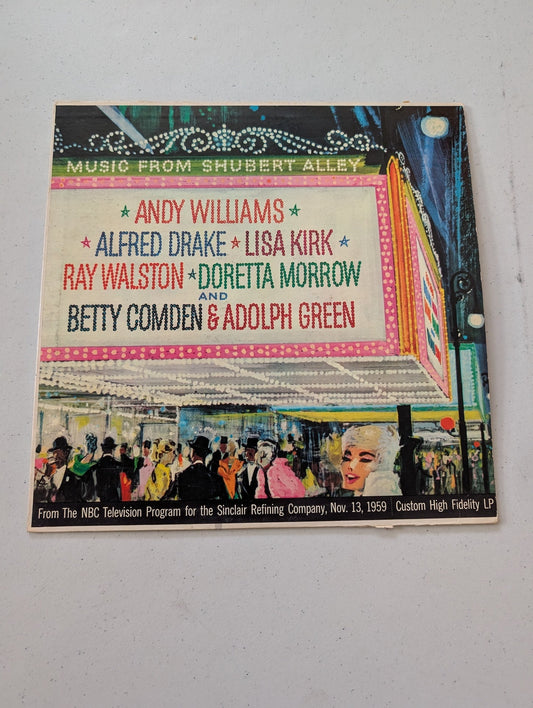 MUSIC FROM SHUBERT ALLEY
★ ANDY WILLIAMS ★
★ ALFRED DRAKE ★ LISA KIRK ★
RAY WALSTON ★ DORETTA MORROW
AND
BETTY COMDEN & ADOLPH GREEN
From The NBC Television Program for the Sinclair Refining Company, Nov. 13, 1959 Custom High Fidelity LP